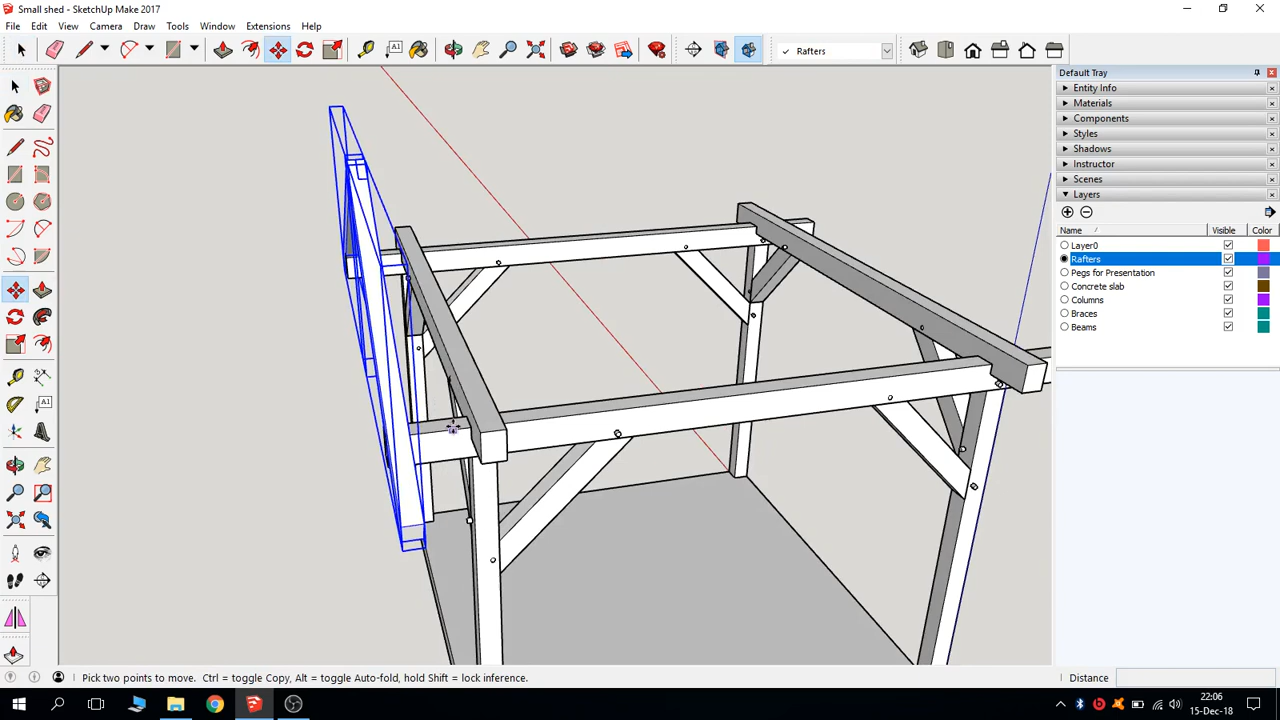 Small shed - SketchUp Make 2017
File Edit View Camera Draw Tools Window Extensions Help
A1 Rafters
Default Tray
Entity Info
Materials
Components
Styles
Shadows
Instructor
Scenes
Layers
Name Visible Color
Layer0
Rafters
Pegs for Presentation
Concrete slab
Columns
Braces
Beams
A1
Pick two points to move. Ctrl = toggle Copy, Alt = toggle Auto-fold, hold Shift = lock inference. Distance
22:06
15-Dec-18